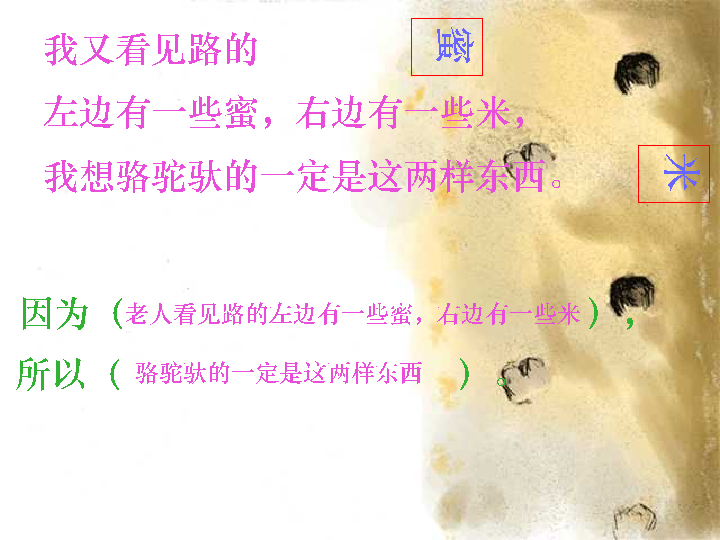 我又看见路的
蜜
左边有一些蜜，右边有一些米，
我想骆驼驮的一定是这两样东西。
米
因为（老人看见路的左边有一些蜜，右边有一些米），
所以（ 骆驼驮的一定是这两样东西 ）。